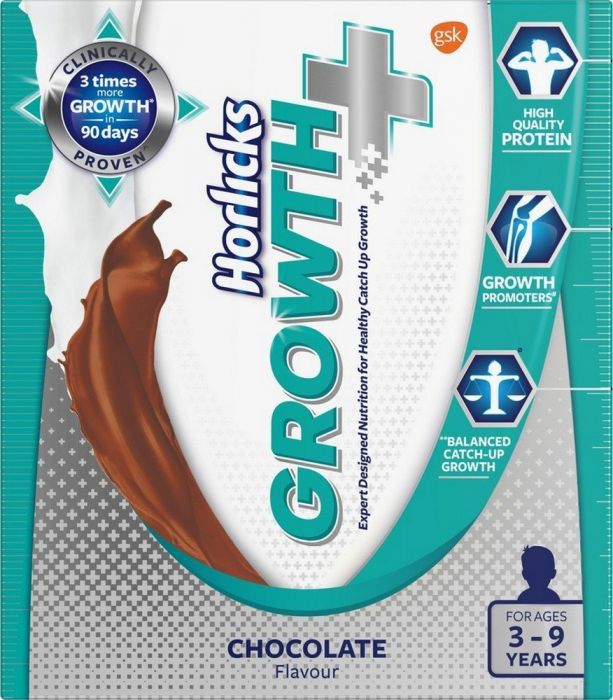 CLINICALLY
3 times
more
GROWTH*
in
90 days
PROVEN^
gsk
Horlicks
GROWTH+
Expert Designed Nutrition for Healthy Catch Up Growth
HIGH
QUALITY
PROTEIN
GROWTH
PROMOTERS#
**BALANCED
CATCH-UP
GROWTH
CHOCOLATE
Flavour
FOR AGES
3 – 9
YEARS